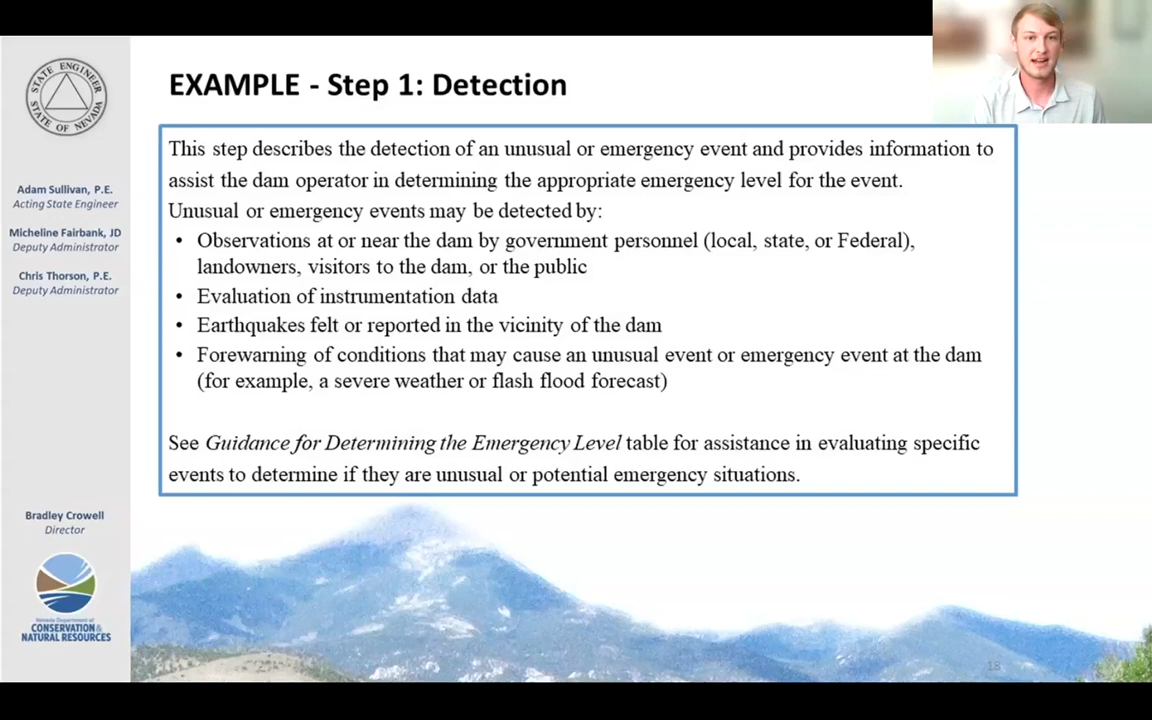 STATE ENGINEER
STATE OF NEVADA
Adam Sullivan, P.E.
Acting State Engineer
Micheline Fairbank, JD
Deputy Administrator
Chris Thorson, P.E.
Deputy Administrator
Bradley Crowell
Director
Nevada Department of
CONSERVATION &
NATURAL RESOURCES
EXAMPLE - Step 1: Detection
This step describes the detection of an unusual or emergency event and provides information to
assist the dam operator in determining the appropriate emergency level for the event.
Unusual or emergency events may be detected by:
• Observations at or near the dam by government personnel (local, state, or Federal),
landowners, visitors to the dam, or the public
• Evaluation of instrumentation data
• Earthquakes felt or reported in the vicinity of the dam
• Forewarning of conditions that may cause an unusual event or emergency event at the dam
(for example, a severe weather or flash flood forecast)
See Guidance for Determining the Emergency Level table for assistance in evaluating specific
events to determine if they are unusual or potential emergency situations.
18